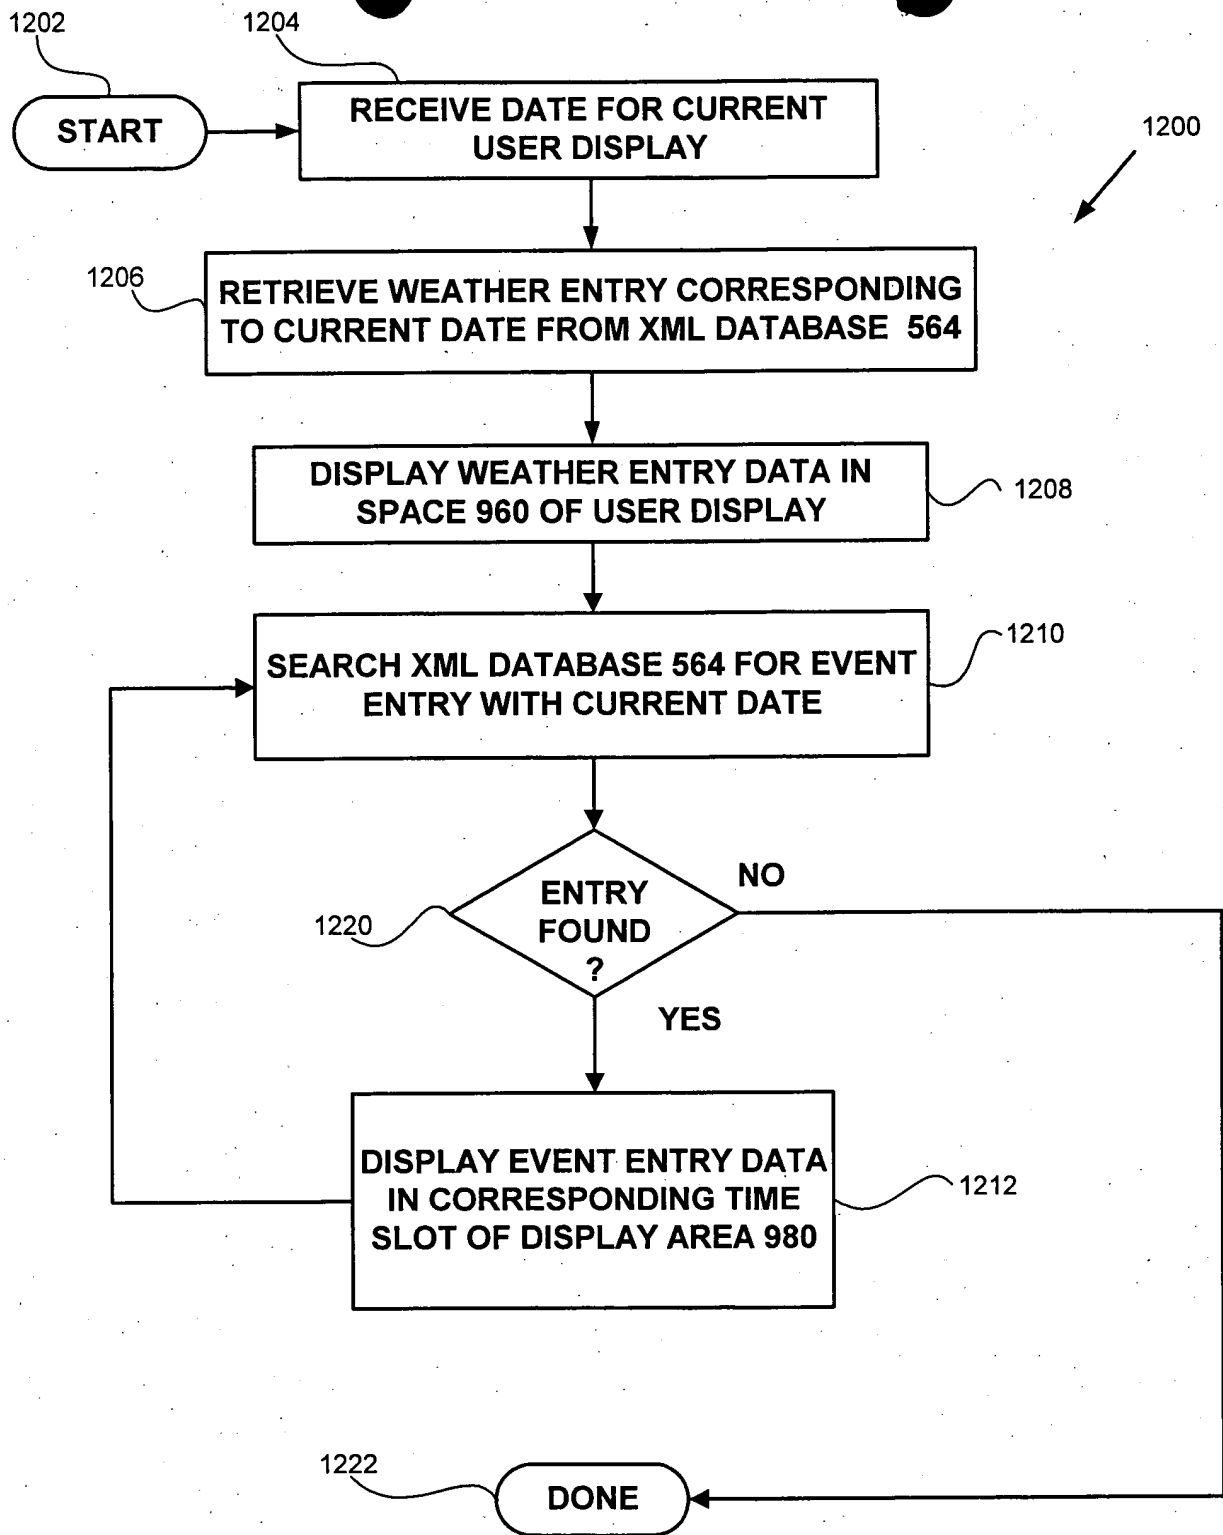 1202
1204
START
RECEIVE DATE FOR CURRENT
USER DISPLAY
1200
1206
RETRIEVE WEATHER ENTRY CORRESPONDING
TO CURRENT DATE FROM XML DATABASE 564
DISPLAY WEATHER ENTRY DATA IN
SPACE 960 OF USER DISPLAY
1208
SEARCH XML DATABASE 564 FOR EVENT
ENTRY WITH CURRENT DATE
1210
ENTRY
FOUND
?
NO
1220
YES
DISPLAY EVENT ENTRY DATA
IN CORRESPONDING TIME
SLOT OF DISPLAY AREA 980
1212
1222
DONE